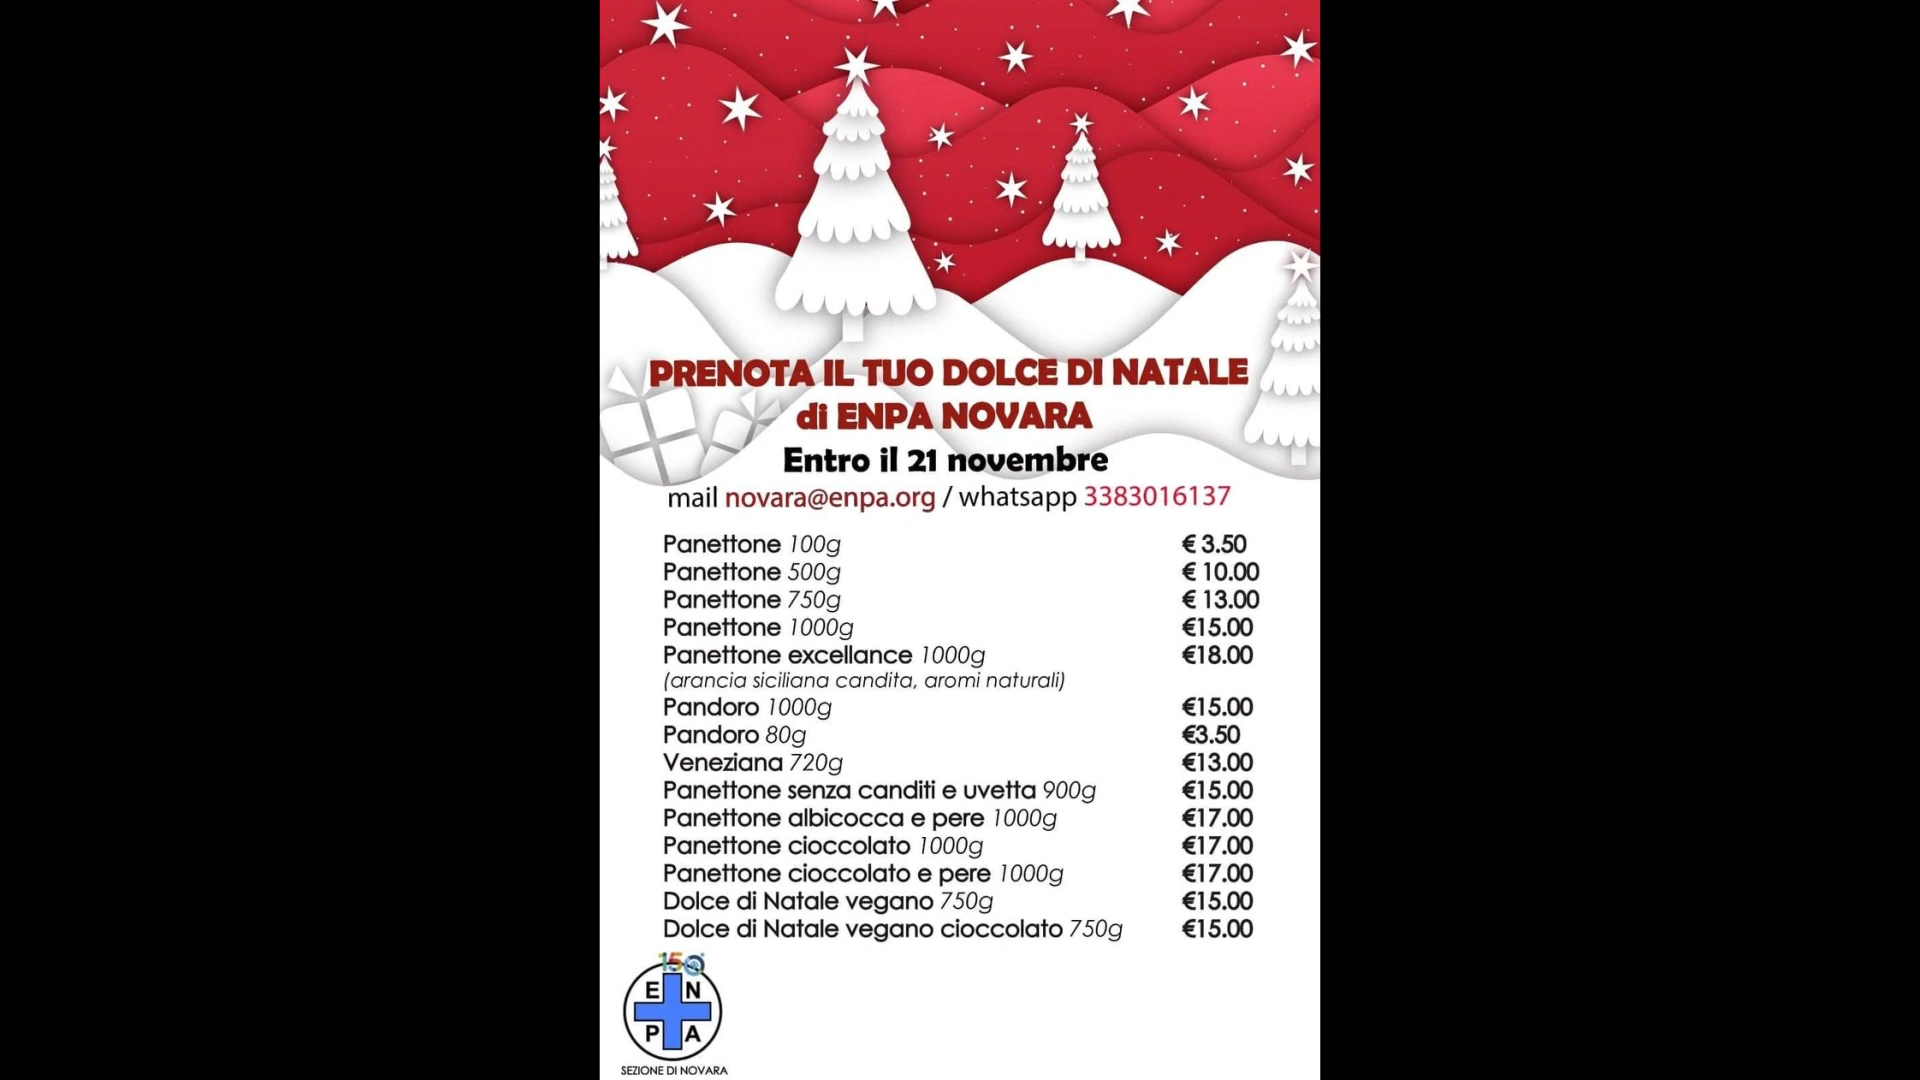 PRENOTA IL TUO DOLCE DI NATALE
di ENPA NOVARA
Entro il 21 novembre
mail novara@enpa.org / whatsapp 3383016137
Panettone 100g € 3.50
Panettone 500g € 10.00
Panettone 750g € 13.00
Panettone 1000g €15.00
Panettone excellance 1000g €18.00
(arancia siciliana candita, aromi naturali)
Pandoro 1000g €15.00
Pandoro 80g €3.50
Veneziana 720g €13.00
Panettone senza canditi e uvetta 900g €15.00
Panettone albicocca e pere 1000g €17.00
Panettone cioccolato 1000g €17.00
Panettone cioccolato e pere 1000g €17.00
Dolce di Natale vegano 750g €15.00
Dolce di Natale vegano cioccolato 750g €15.00
150
E N
P A
SEZIONE DI NOVARA